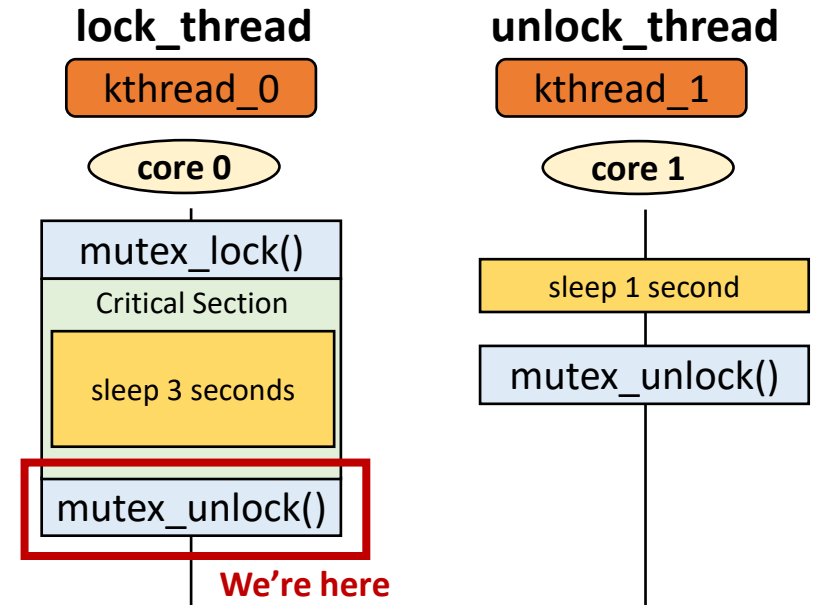 lock_thread
kthread_0
core 0
mutex_lock()
Critical Section
sleep 3 seconds
mutex_unlock()
We're here
unlock_thread
kthread_1
core 1
sleep 1 second
mutex_unlock()